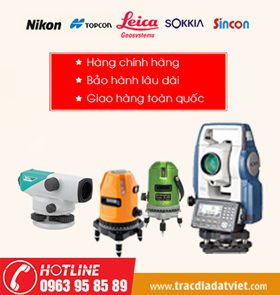 Nikon TOPCON Leica Geosystems SOKKIA Sincon
★ Hàng chính hãng
★ Bảo hành lâu dài
★ Giao hàng toàn quốc
HOTLINE
0963 95 85 89
www.tracdiadatviet.com